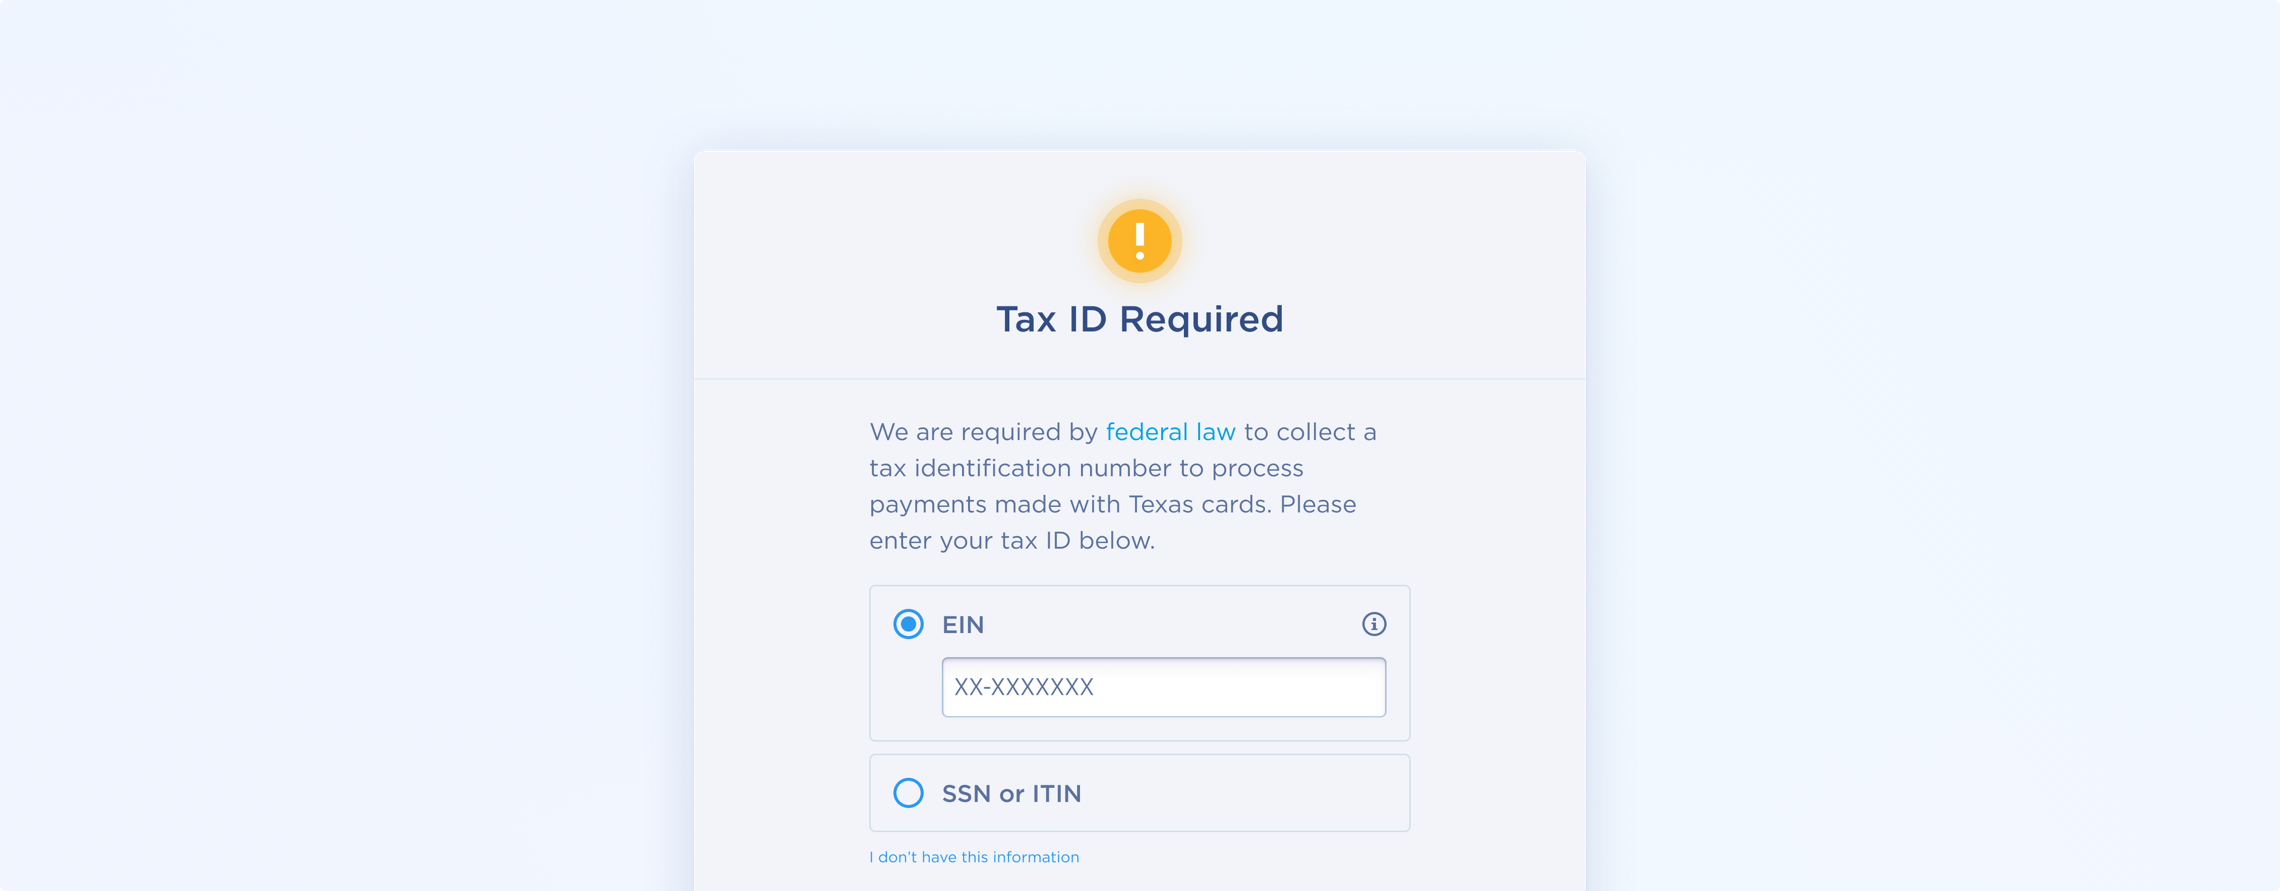 Tax ID Required
We are required by federal law to collect a
tax identification number to process
payments made with Texas cards. Please
enter your tax ID below.
EIN
XX-XXXXXXX
SSN or ITIN
I don't have this information